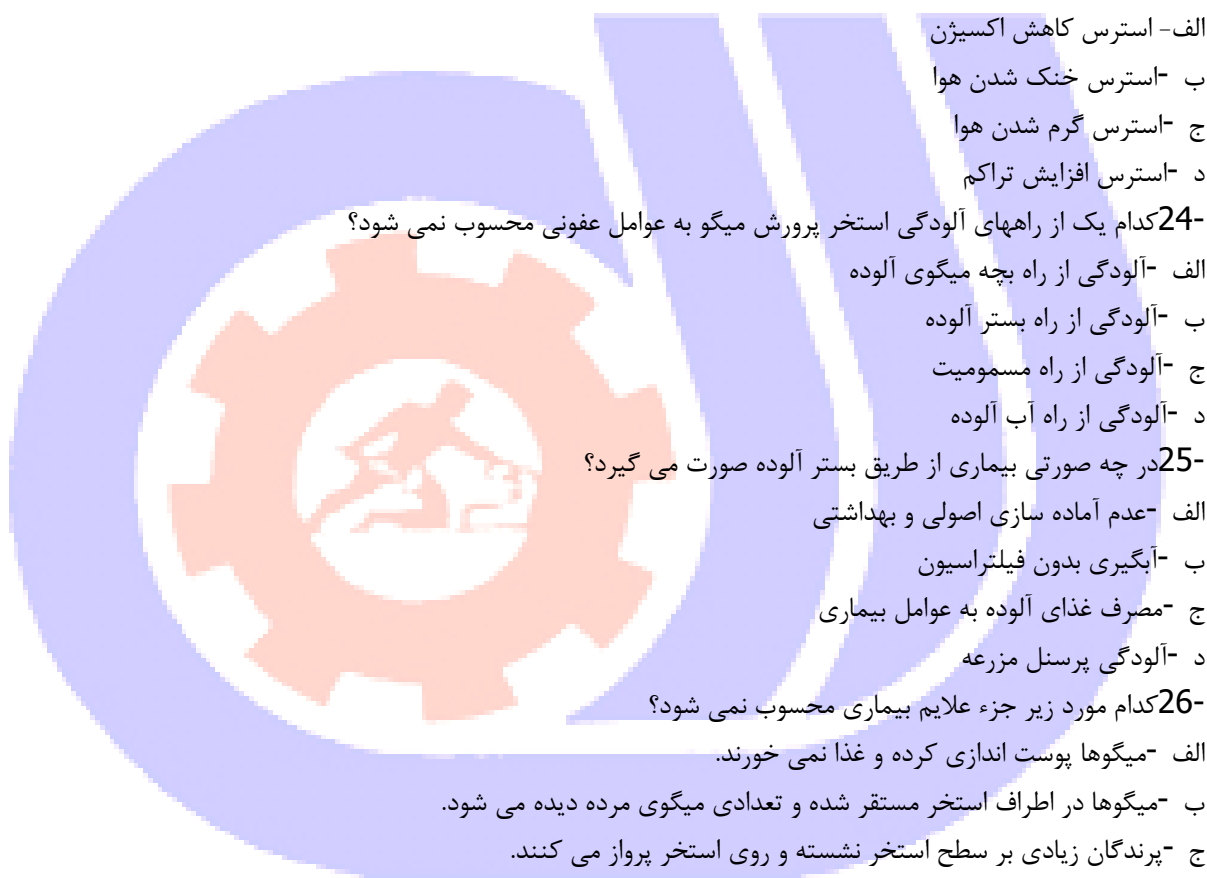 الف- استرس کاهش اکسیژن
ب -استرس خنک شدن هوا
ج -استرس گرم شدن هوا
د -استرس افزایش تراکم
-24کدام یک از راههای آلودگی استخر پرورش میگو به عوامل عفونی محسوب نمی شود؟
الف -آلودگی از راه بچه میگوی آلوده
ب -آلودگی از راه بستر آلوده
ج -آلودگی از راه مسمومیت
د -آلودگی از راه آب آلوده
-25در چه صورتی بیماری از طریق بستر آلوده صورت می گیرد؟
الف -عدم آماده سازی اصولی و بهداشتی
ب -آبگیری بدون فیلتراسیون
ج -مصرف غذای آلوده به عوامل بیماری
د -آلودگی پرسنل مزرعه
-26کدام مورد زیر جزء علایم بیماری محسوب نمی شود؟
الف -میگوها پوست اندازی کرده و غذا نمی خورند.
ب -میگوها در اطراف استخر مستقر شده و تعدادی میگوی مرده دیده می شود.
ج -پرندگان زیادی بر سطح استخر نشسته و روی استخر پرواز می کنند.